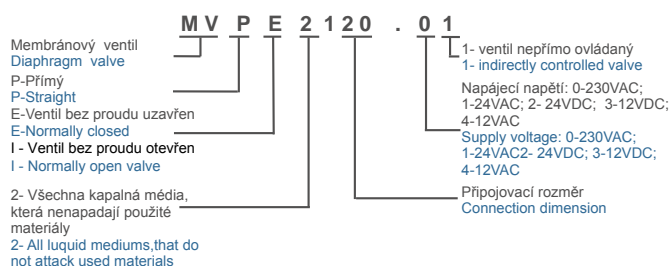 M V P E 2 1 2 0 . 0 1
Membránový ventil
Diaphragm valve
P-Přímý
P-Straight
E-Ventil bez proudu uzavřen
E-Normally closed
I - Ventil bez proudu otevřen
I - Normally open valve
2- Všechna kapalná média,
která nenapadají použité
materiály
2- All luquid mediums,that do
not attack used materials
1- ventil nepřímo ovládaný
1- indirectly controlled valve
Napájecí napětí: 0-230VAC;
1-24VAC; 2- 24VDC; 3-12VDC;
4-12VAC
Supply voltage: 0-230VAC;
1-24VAC2- 24VDC; 3-12VDC;
4-12VAC
Připojovací rozměr
Connection dimension